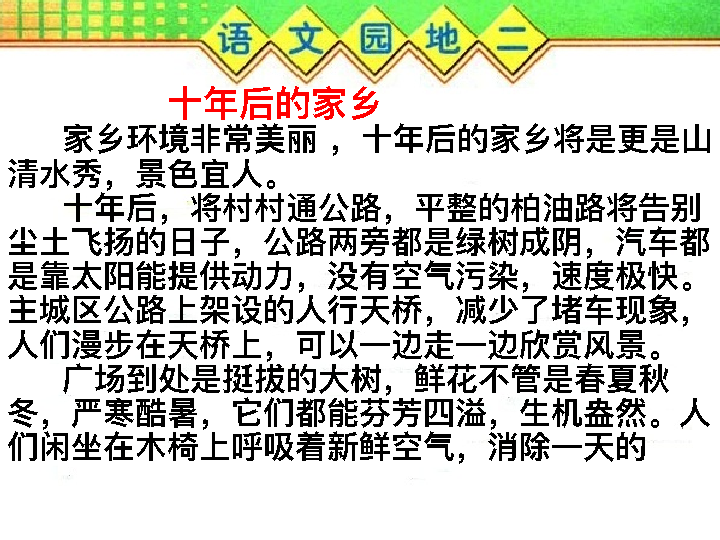 语文园地二
十年后的家乡
家乡环境非常美丽 ，十年后的家乡将是更是山
清水秀，景色宜人。
十年后，将村村通公路，平整的柏油路将告别
尘土飞扬的日子，公路两旁都是绿树成阴，汽车都
是靠太阳能提供动力，没有空气污染，速度极快。
主城区公路上架设的人行天桥，减少了堵车现象，
人们漫步在天桥上，可以一边走一边欣赏风景。
广场到处是挺拔的大树，鲜花不管是春夏秋
冬，严寒酷暑，它们都能芬芳四溢，生机盎然。人
们闲坐在木椅上呼吸着新鲜空气，消除一天的